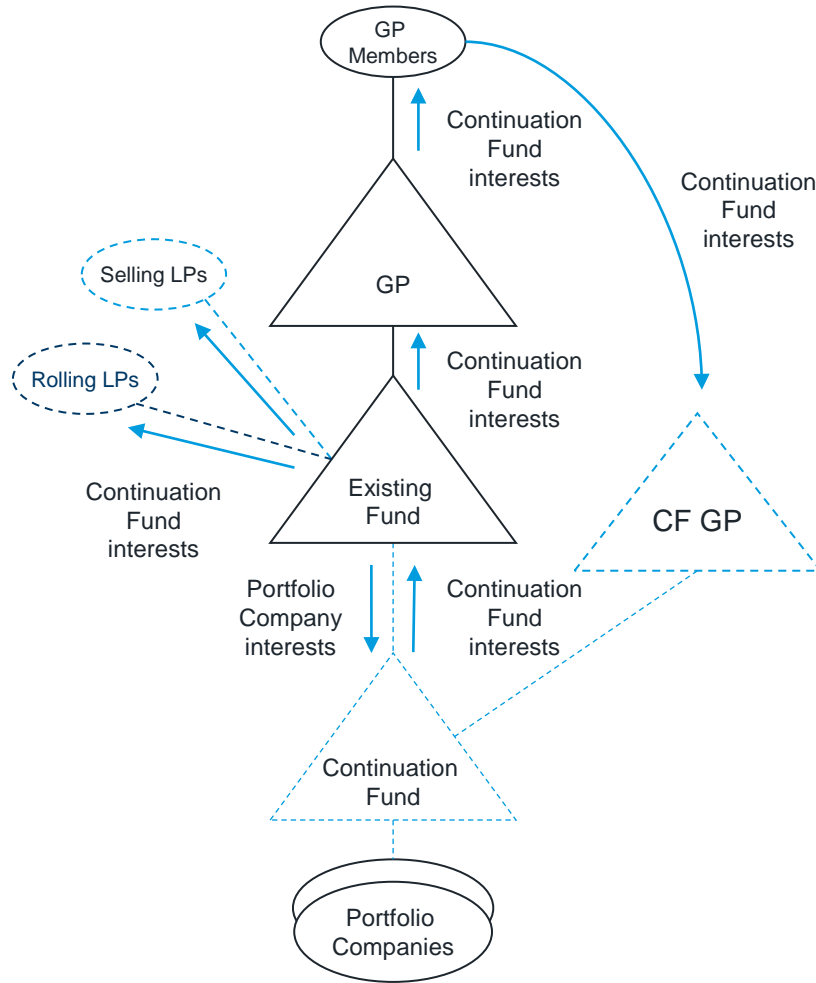 GP
Members
Continuation
Fund
interests
Continuation
Fund
interests
Selling LPs
GP
Rolling LPs
Continuation
Fund
interests
Continuation
Fund
interests
Existing
Fund
CF GP
Portfolio
Company
interests
Continuation
Fund
interests
Continuation
Fund
Portfolio
Companies